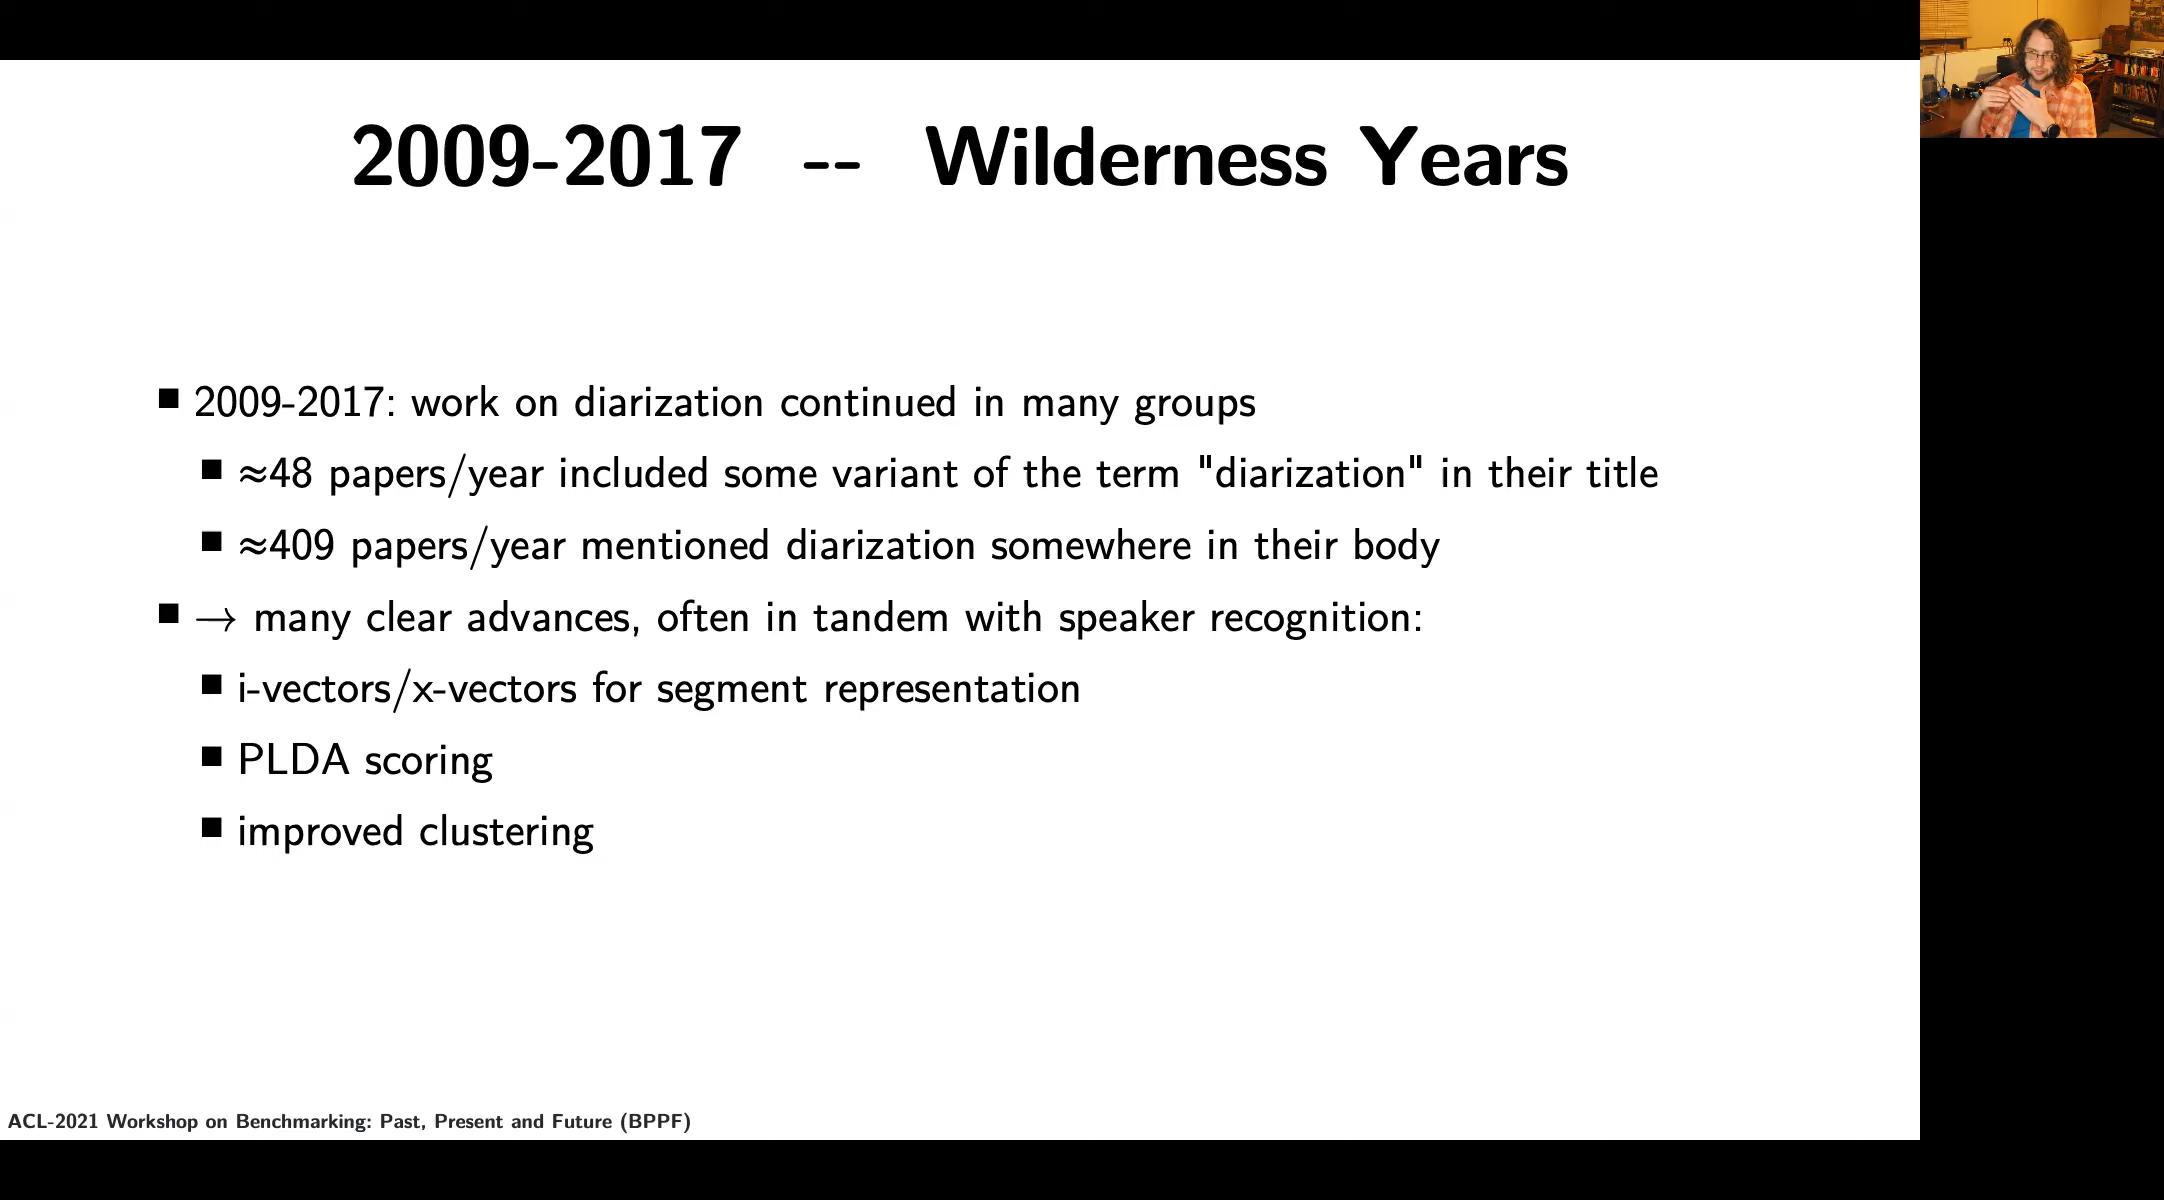 2009-2017 -- Wilderness Years
2009-2017: work on diarization continued in many groups
≈48 papers/year included some variant of the term "diarization" in their title
≈409 papers/year mentioned diarization somewhere in their body
→ many clear advances, often in tandem with speaker recognition:
i-vectors/x-vectors for segment representation
PLDA scoring
improved clustering
ACL-2021 Workshop on Benchmarking: Past, Present and Future (BPPF)